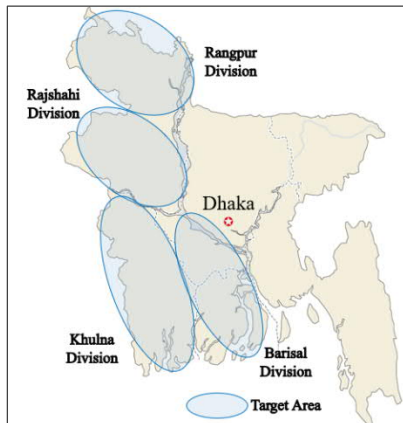 Rangpur
Division
Rajshahi
Division
Dhaka
Khulna
Division
Barisal
Division
Target Area